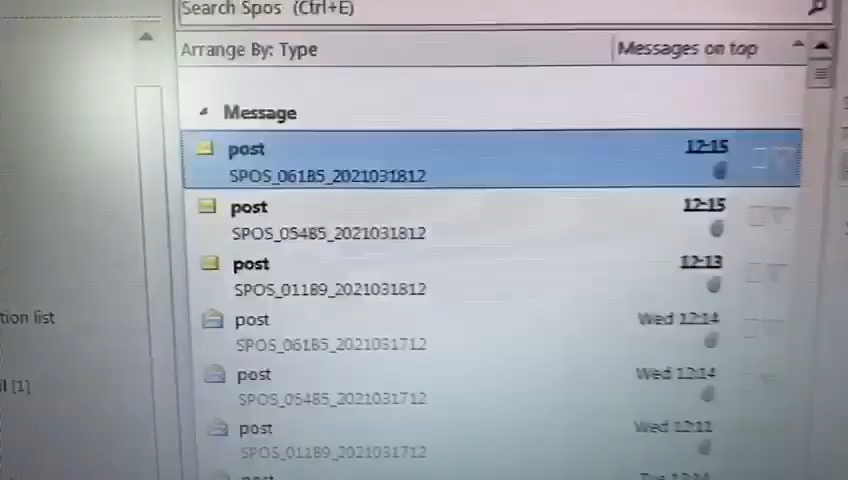 Search Spos (Ctrl+E)
Arrange By: Type
Messages on top
Message
post 12:15
SPOS_06185_2021031812
post 12:15
SPOS_05485_2021031812
post 12:13
SPOS_01189_2021031812
tion list
post Wed 12:14
SPOS_06185_2021031712
il [1]
post Wed 12:14
SPOS_05485_2021031712
post Wed 12:11
SPOS_01189_2021031712